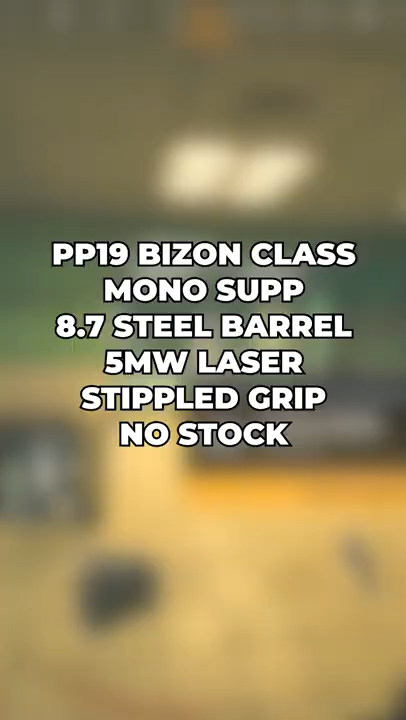 PP19 BIZON CLASS
MONO SUPP
8.7 STEEL BARREL
5MW LASER
STIPPLED GRIP
NO STOCK